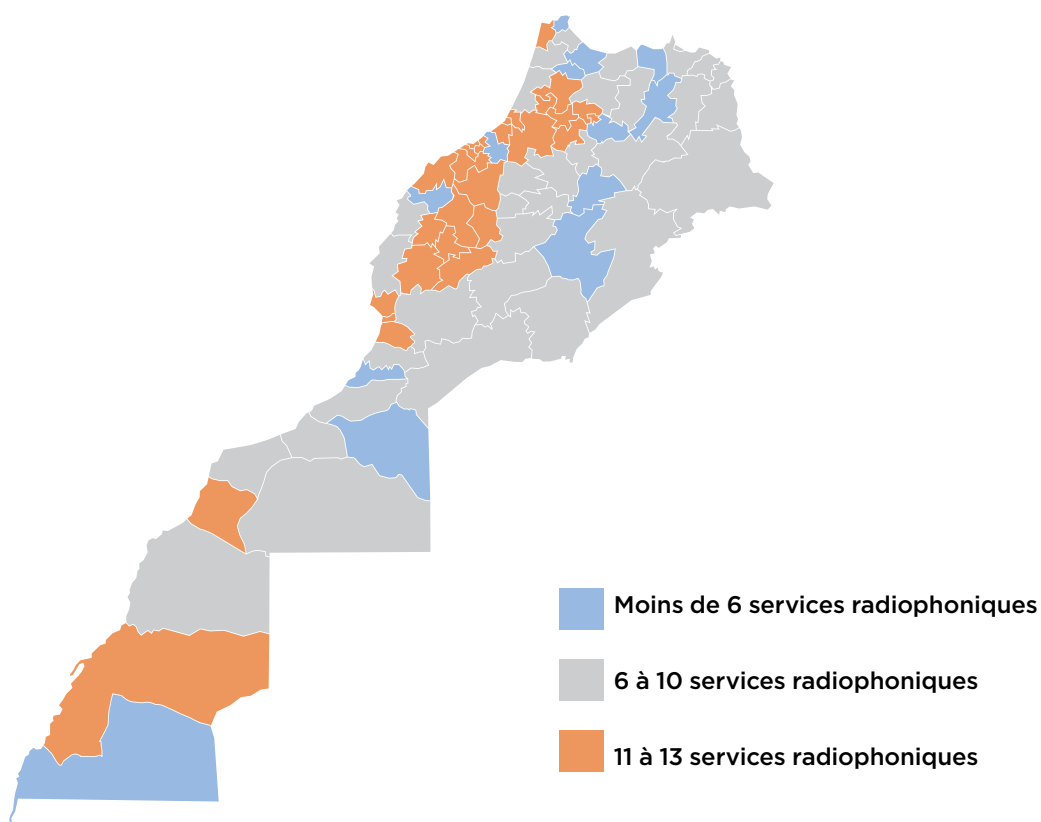 Moins de 6 services radiophoniques
6 à 10 services radiophoniques
11 à 13 services radiophoniques